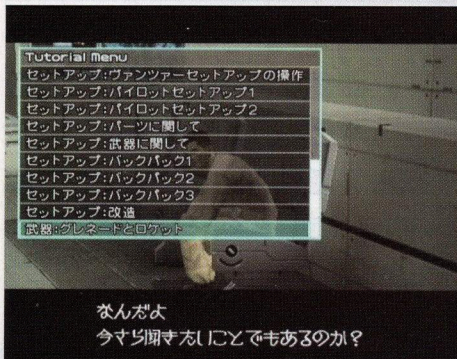 Tutorial Menu
セットアップ:ヴァンツァーセットアップの操作
セットアップ:パイロットセットアップ1
セットアップ:パイロットセットアップ2
セットアップ:パーツに関して
セットアップ:武器に関して
セットアップ:バックパック1
セットアップ:バックパック2
セットアップ:バックパック3
セットアップ:改造
武器:グレネードとロケット
なんだよ
今さら聞きたいことでもあるのか?